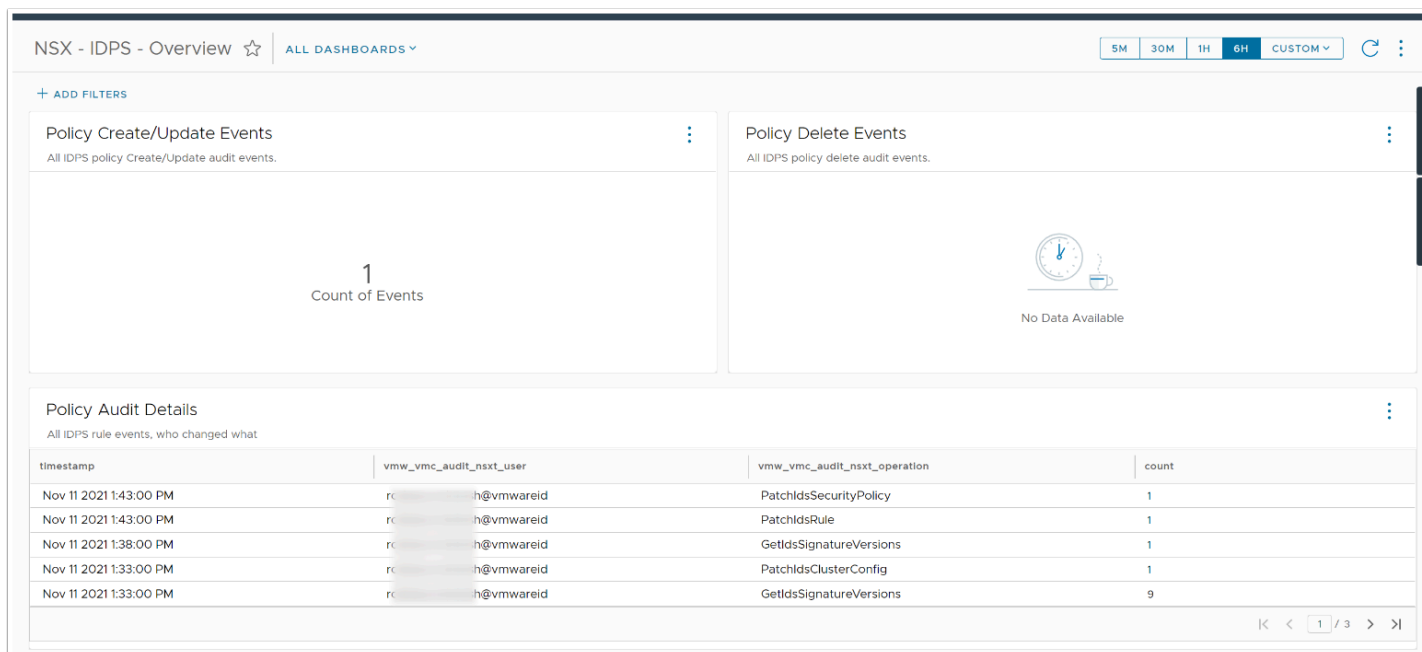 NSX - IDPS - Overview ALL DASHBOARDS 5M 30M 1H 6H CUSTOM
+ ADD FILTERS
Policy Create/Update Events
All IDPS policy Create/Update audit events.
1
Count of Events
Policy Delete Events
All IDPS policy delete audit events.
No Data Available
Policy Audit Details
All IDPS rule events, who changed what
timestamp vmw_vmc_audit_nsxt_user vmw_vmc_audit_nsxt_operation count
Nov 11 2021 1:43:00 PM h@vmwareid PatchIdsSecurityPolicy 1
Nov 11 2021 1:43:00 PM h@vmwareid PatchIdsRule 1
Nov 11 2021 1:38:00 PM h@vmwareid GetIdsSignatureVersions 1
Nov 11 2021 1:33:00 PM h@vmwareid PatchIdsClusterConfig 1
Nov 11 2021 1:33:00 PM h@vmwareid GetIdsSignatureVersions 9
1 / 3